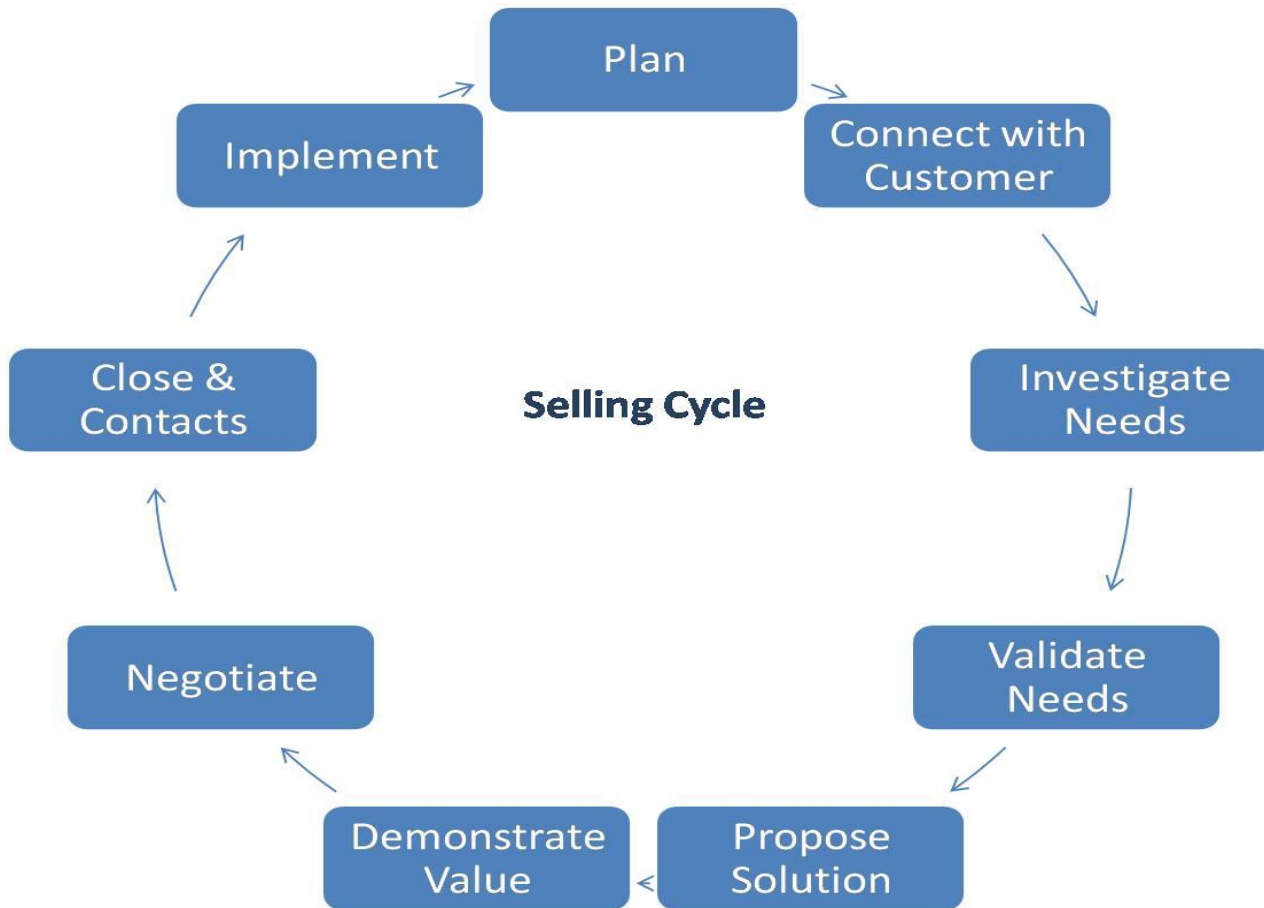 Plan
Connect with
Customer
Investigate
Needs
Validate
Needs
Propose
Solution
Demonstrate
Value
Negotiate
Close &
Contacts
Implement
Selling Cycle